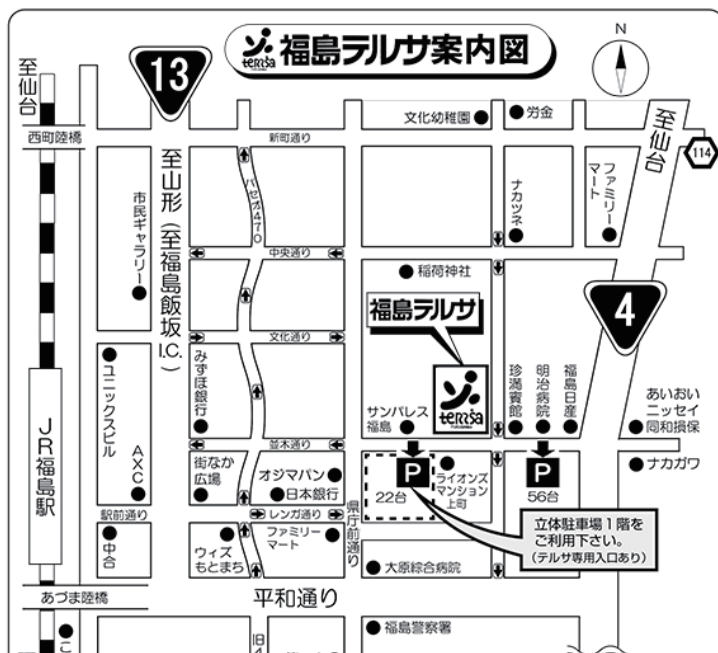 terrsa
福島テルサ案内図
N
至仙台
13
西町陸橋
新町通り
文化幼稚園
労金
至仙台
114
至山形(至福島飯坂I.C.)
市民ギャラリー
パセオ470
ナカツネ
ファミリー
マート
中央通り
稲荷神社
福島テルサ
4
文化通り
みずほ銀行
ユニックスビル
AXC
JR福島駅
サンパレス
福島
terrsa
FUKUSHIMA
珍満賓館
明治病院
福島日産
あいおい
ニッセイ
同和損保
ナカガワ
並木通り
街なか
広場
オジマパン
日本銀行
P
22台
ライオンズ
マンション
上町
P
56台
駅前通り
レンガ通り
県庁前通り
中合
ウィズ
もとまち
ファミリー
マート
立体駐車場1階を
ご利用下さい。
(テルサ専用入口あり)
大原綜合病院
あづま陸橋
平和通り
福島警察署
こ
旧4